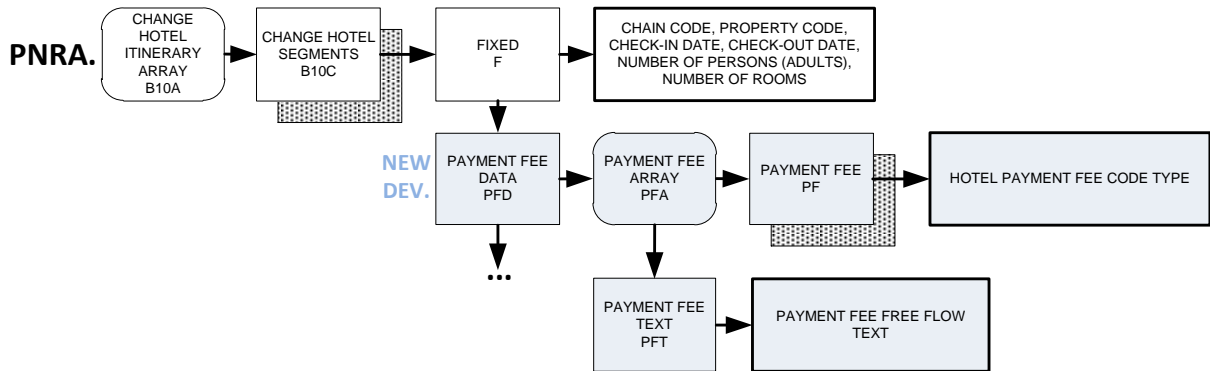 PNRA.
CHANGE
HOTEL
ITINERARY
ARRAY
B10A
CHANGE HOTEL
SEGMENTS
B10C
FIXED
F
CHAIN CODE, PROPERTY CODE,
CHECK-IN DATE, CHECK-OUT DATE,
NUMBER OF PERSONS (ADULTS),
NUMBER OF ROOMS
NEW
DEV.
PAYMENT FEE
DATA
PFD
PAYMENT FEE
ARRAY
PFA
PAYMENT FEE
PF
HOTEL PAYMENT FEE CODE TYPE
...
PAYMENT FEE
TEXT
PFT
PAYMENT FEE FREE FLOW
TEXT